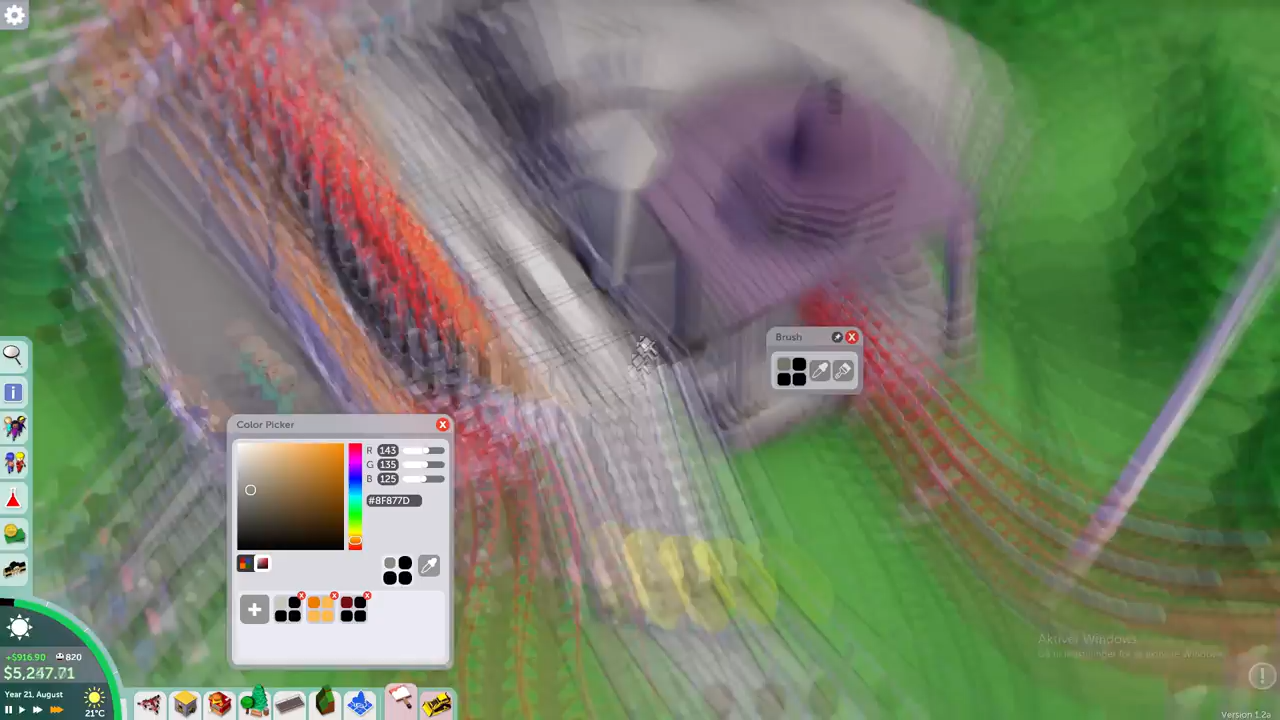 Brush
Color Picker
R 143
G 135
B 125
#8F877D
+$916.90 820
$5,247.71
Year 21, August
21°C
Aktiver Windows
Version 1.2a